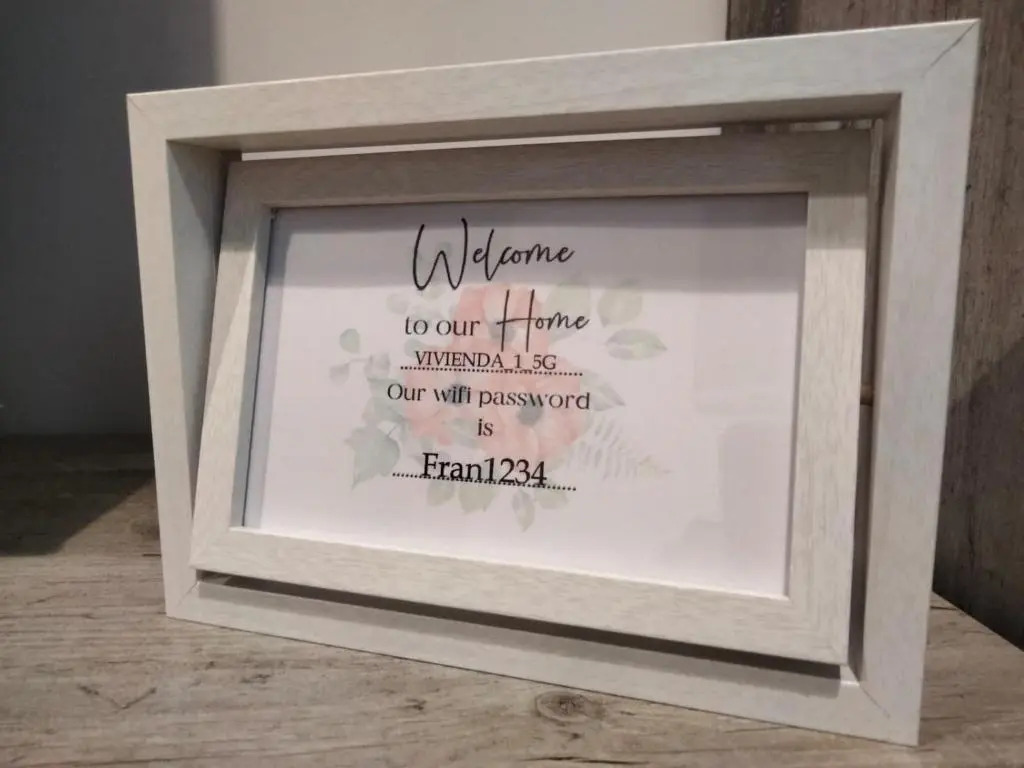 Welcome
to our Home
VIVIENDA_1_5G
Our wifi password
is
Fran1234